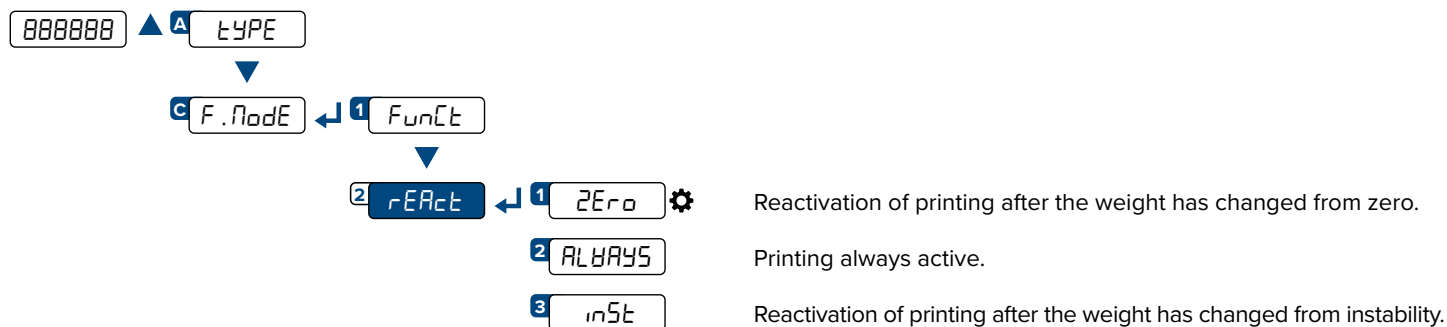 888888 A tYPE
C F.ModE 1 FunCt
2 rEAct 1 ZEro Reactivation of printing after the weight has changed from zero.
2 ALWAYS Printing always active.
3 inSt Reactivation of printing after the weight has changed from instability.